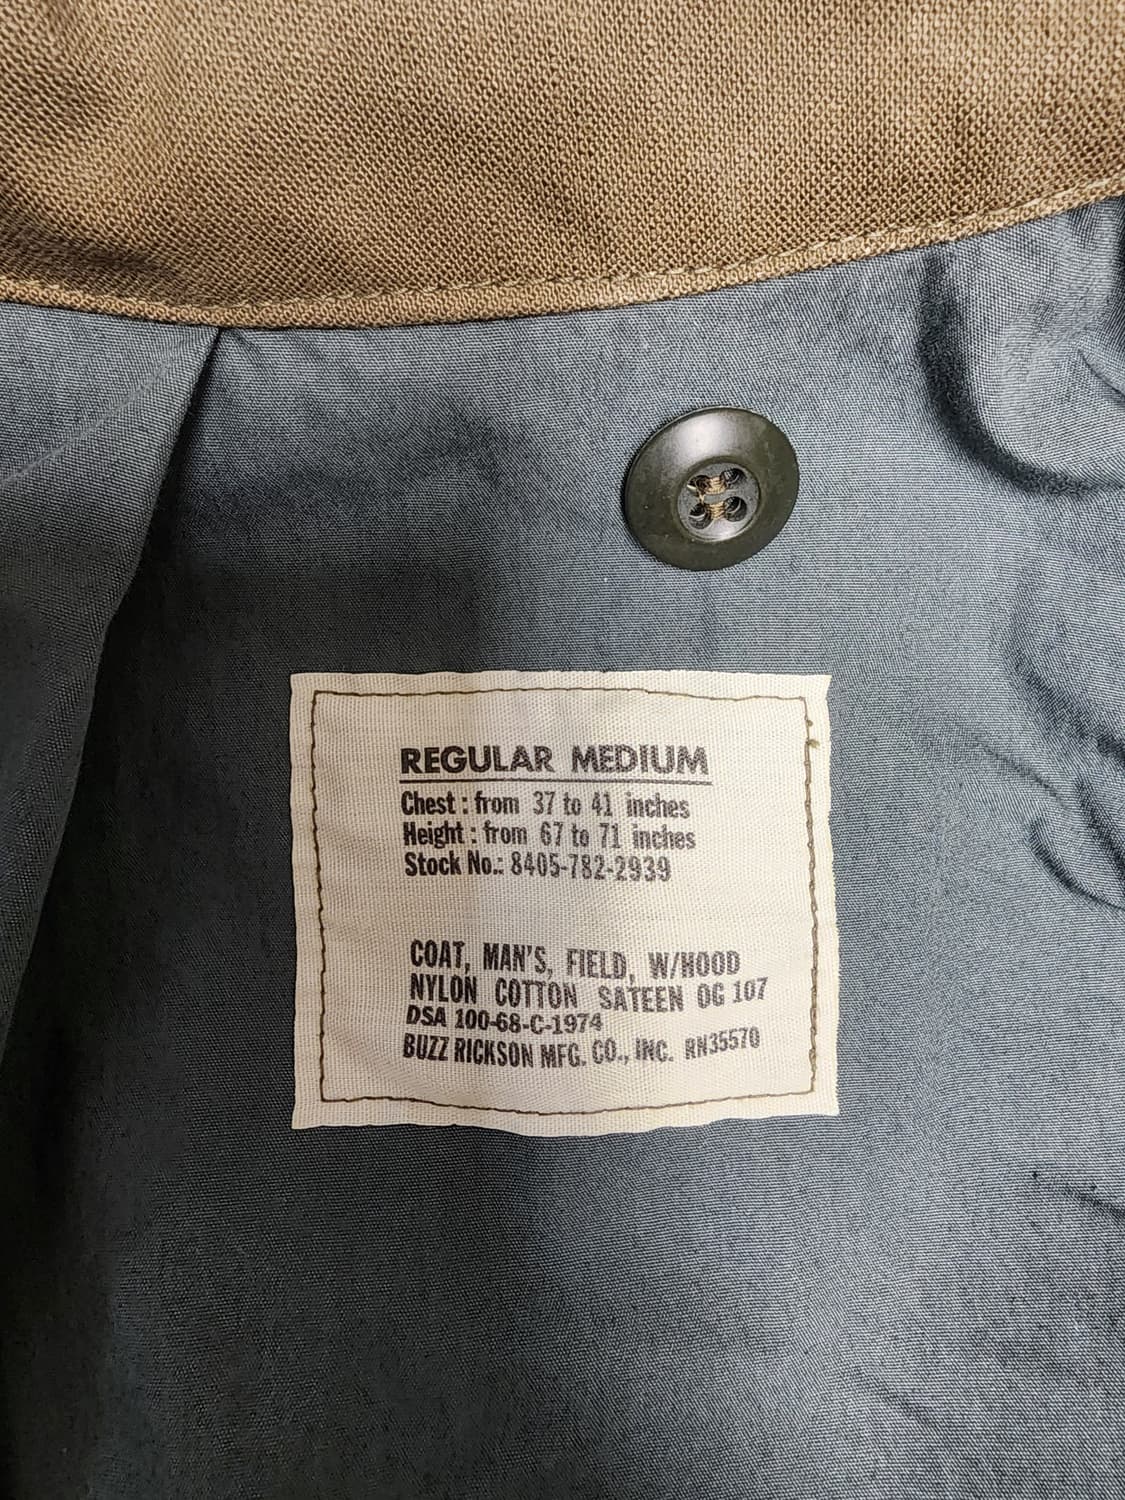 REGULAR MEDIUM
Chest : from 37 to 41 inches
Height : from 67 to 71 inches
Stock No.: 8405-782-2939
COAT, MAN'S, FIELD, W/HOOD
NYLON COTTON SATEEN OG 107
DSA 100-68-C-1974
BUZZ RICKSON MFG. CO., INC. RN35570